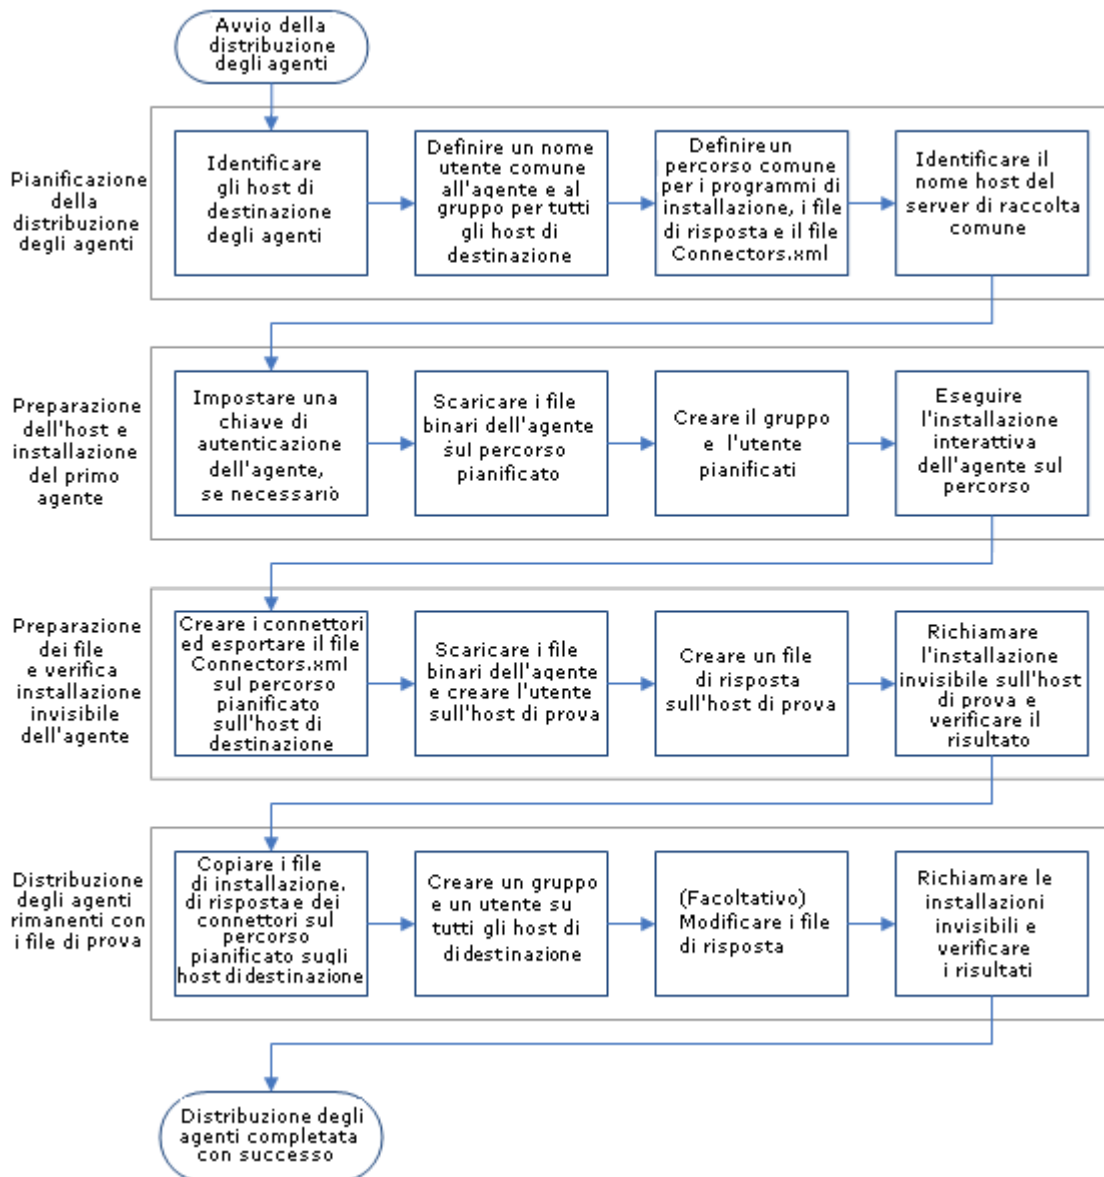 Avvio della
distribuzione
degli agenti
Pianificazione
della
distribuzione
degli agenti
Identificare
gli host di
destinazione
degli agenti
Definire un nome
utente comune
all'agente e al
gruppo per tutti
gli host di
destinazione
Definire un
percorso comune
per i programmi di
installazione, i file
di risposta e il file
Connectors.xml
Identificare il
nome host del
server di raccolta
comune
Preparazione
dell'host e
installazione
del primo
agente
Impostare una
chiave di
autenticazione
dell'agente,
se necessario
Scaricare i file
binari dell'agente
sul percorso
pianificato
Creare il gruppo
e l'utente
pianificati
Eseguire
l'installazione
interattiva
dell'agente sul
percorso
Preparazione
dei file
e verifica
installazione
invisibile
dell'agente
Creare i connettori
ed esportare il file
Connectors.xml
sul percorso
pianificato
sull'host di
destinazione
Scaricare i file
binari dell'agente
e creare l'utente
sull'host di prova
Creare un file
di risposta
sull'host di prova
Richiamare
l'installazione
invisibile sull'host
di prova e
verificare il
risultato
Distribuzione
degli agenti
rimanenti con
i file di prova
Copiare i file
di installazione,
di risposta e dei
connettori sul
percorso
pianificato sugli
host di destinazione
Creare un gruppo
e un utente su
tutti gli host di
di destinazione
(Facoltativo)
Modificare i file
di risposta
Richiamare le
installazioni
invisibili e
verificare
i risultati
Distribuzione degli
agenti completata
con successo